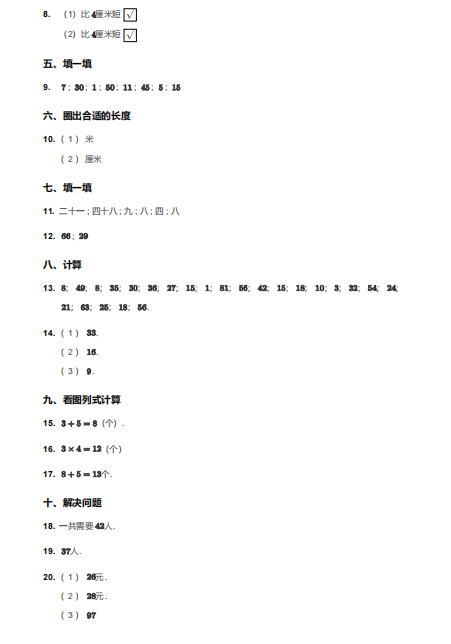 8. （1）比4厘米短 √
（2）比4厘米短 √
五、填一填
9. 7；30；1；50；11；45；5；15
六、圈出合适的长度
10.（1）米
（2）厘米
七、填一填
11. 二十一；四十八；九；八；四；八
12. 66；29
八、计算
13. 8； 49； 8； 35； 30； 36； 27； 15； 1； 81； 56； 42； 15； 18； 10； 3； 32； 54； 24；
21； 63； 25； 18； 56.
14.（1）33.
（2）16.
（3）9.
九、看图列式计算
15. 3+5=8（个）.
16. 3×4=12（个）
17. 8+5=13个.
十、解决问题
18. 一共需要42人.
19. 37人.
20.（1）26元.
（2）28元.
（3）97